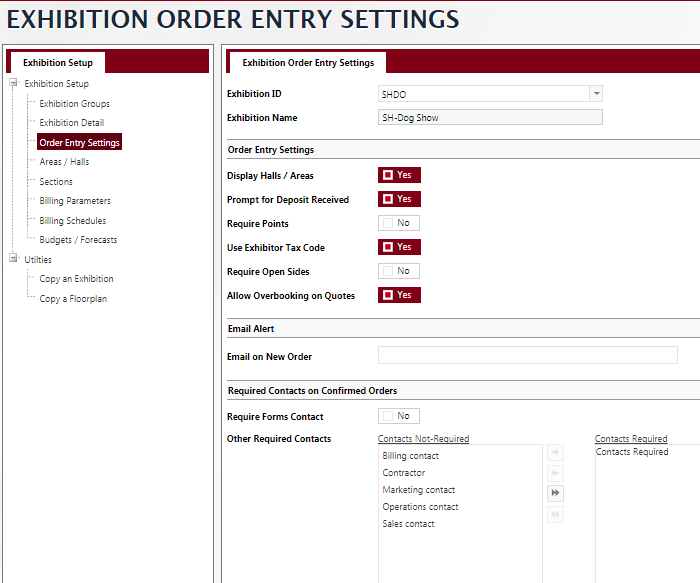 EXHIBITION ORDER ENTRY SETTINGS
Exhibition Setup
Exhibition Setup
Exhibition Groups
Exhibition Detail
Order Entry Settings
Areas / Halls
Sections
Billing Parameters
Billing Schedules
Budgets / Forecasts
Utilties
Copy an Exhibition
Copy a Floorplan
Exhibition Order Entry Settings
Exhibition ID SHDO
Exhibition Name SH-Dog Show
Order Entry Settings
Display Halls / Areas Yes
Prompt for Deposit Received Yes
Require Points No
Use Exhibitor Tax Code Yes
Require Open Sides No
Allow Overbooking on Quotes Yes
Email Alert
Email on New Order
Required Contacts on Confirmed Orders
Require Forms Contact No
Other Required Contacts Contacts Not-Required Contacts Required
Billing contact Contacts Required
Contractor
Marketing contact
Operations contact
Sales contact